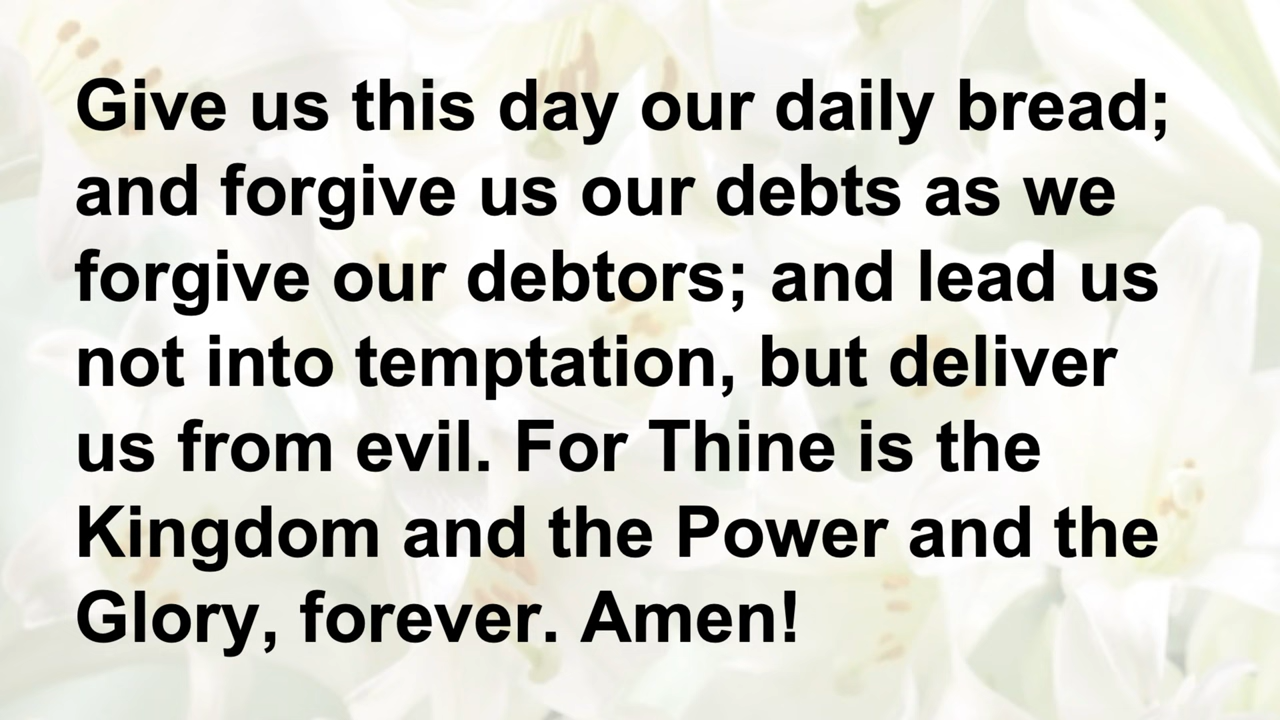 Give us this day our daily bread;
and forgive us our debts as we
forgive our debtors; and lead us
not into temptation, but deliver
us from evil. For Thine is the
Kingdom and the Power and the
Glory, forever. Amen!